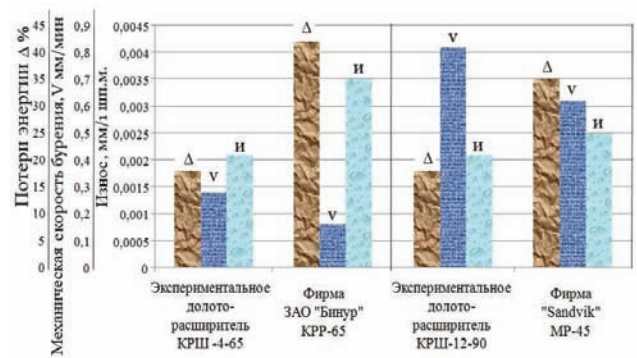 Потери энергии Δ %
Механическая скорость бурения, V мм/мин
Износ, мм/1 шп.м.
45
40
35
30
25
20
15
10
5
0
0,9
0,8
0,7
0,6
0,5
0,4
0,3
0,2
0,1
0
0,0045
0,004
0,0035
0,003
0,0025
0,002
0,0015
0,001
0,0005
0
Δ
V
И
Δ
V
И
Δ
V
И
Δ
V
И
Экспериментальное
долото-
расширитель
КРШ -4-65
Фирма
ЗАО "Бинур"
КРР-65
Экспериментальное
долото-
расширитель
КРШ-12-90
Фирма
"Sandvik"
МР-45